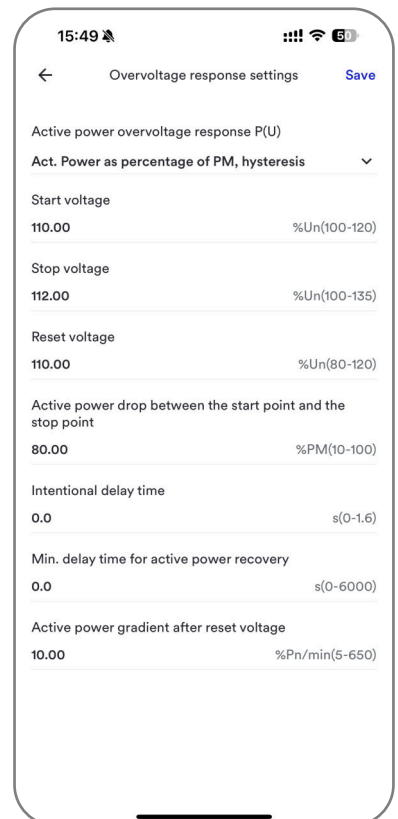 15:49
50
Overvoltage response settings
Save
Active power overvoltage response P(U)
Act. Power as percentage of PM, hysteresis
Start voltage
110.00 %Un(100-120)
Stop voltage
112.00 %Un(100-135)
Reset voltage
110.00 %Un(80-120)
Active power drop between the start point and the
stop point
80.00 %PM(10-100)
Intentional delay time
0.0 s(0-1.6)
Min. delay time for active power recovery
0.0 s(0-6000)
Active power gradient after reset voltage
10.00 %Pn/min(5-650)